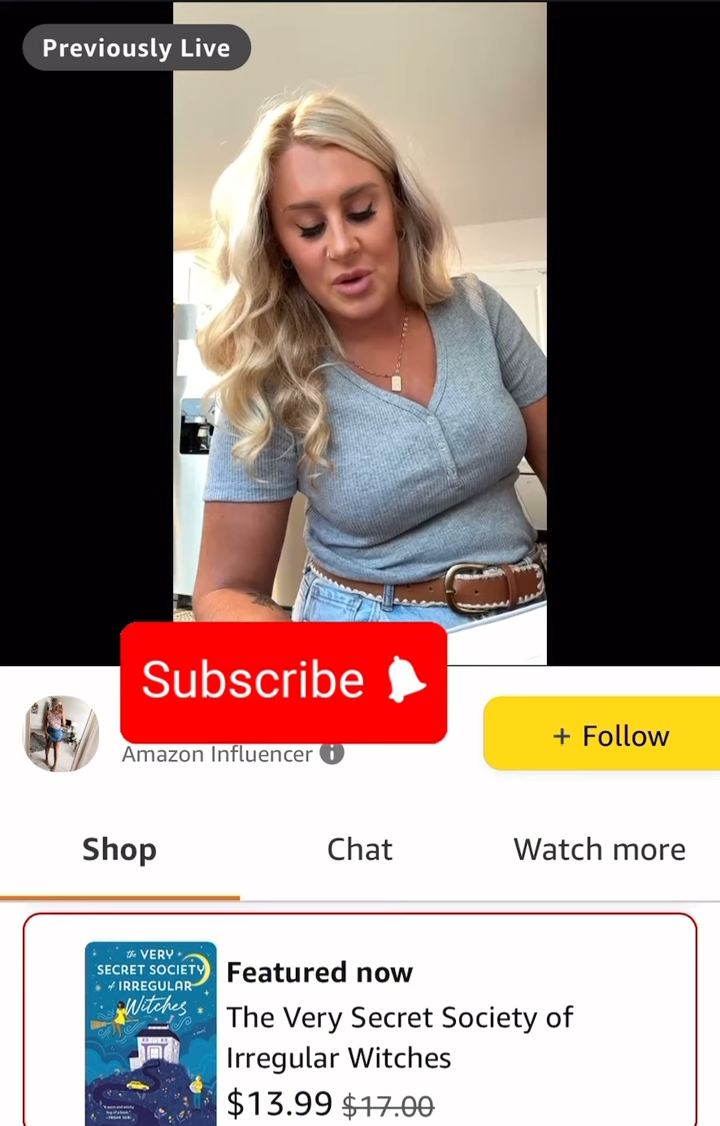 Previously Live
Subscribe
Amazon Influencer
+ Follow
Shop
Chat
Watch more
the VERY
SECRET SOCIETY
of IRREGULAR
Witches
a novel
Featured now
The Very Secret Society of
Irregular Witches
$13.99 $17.00